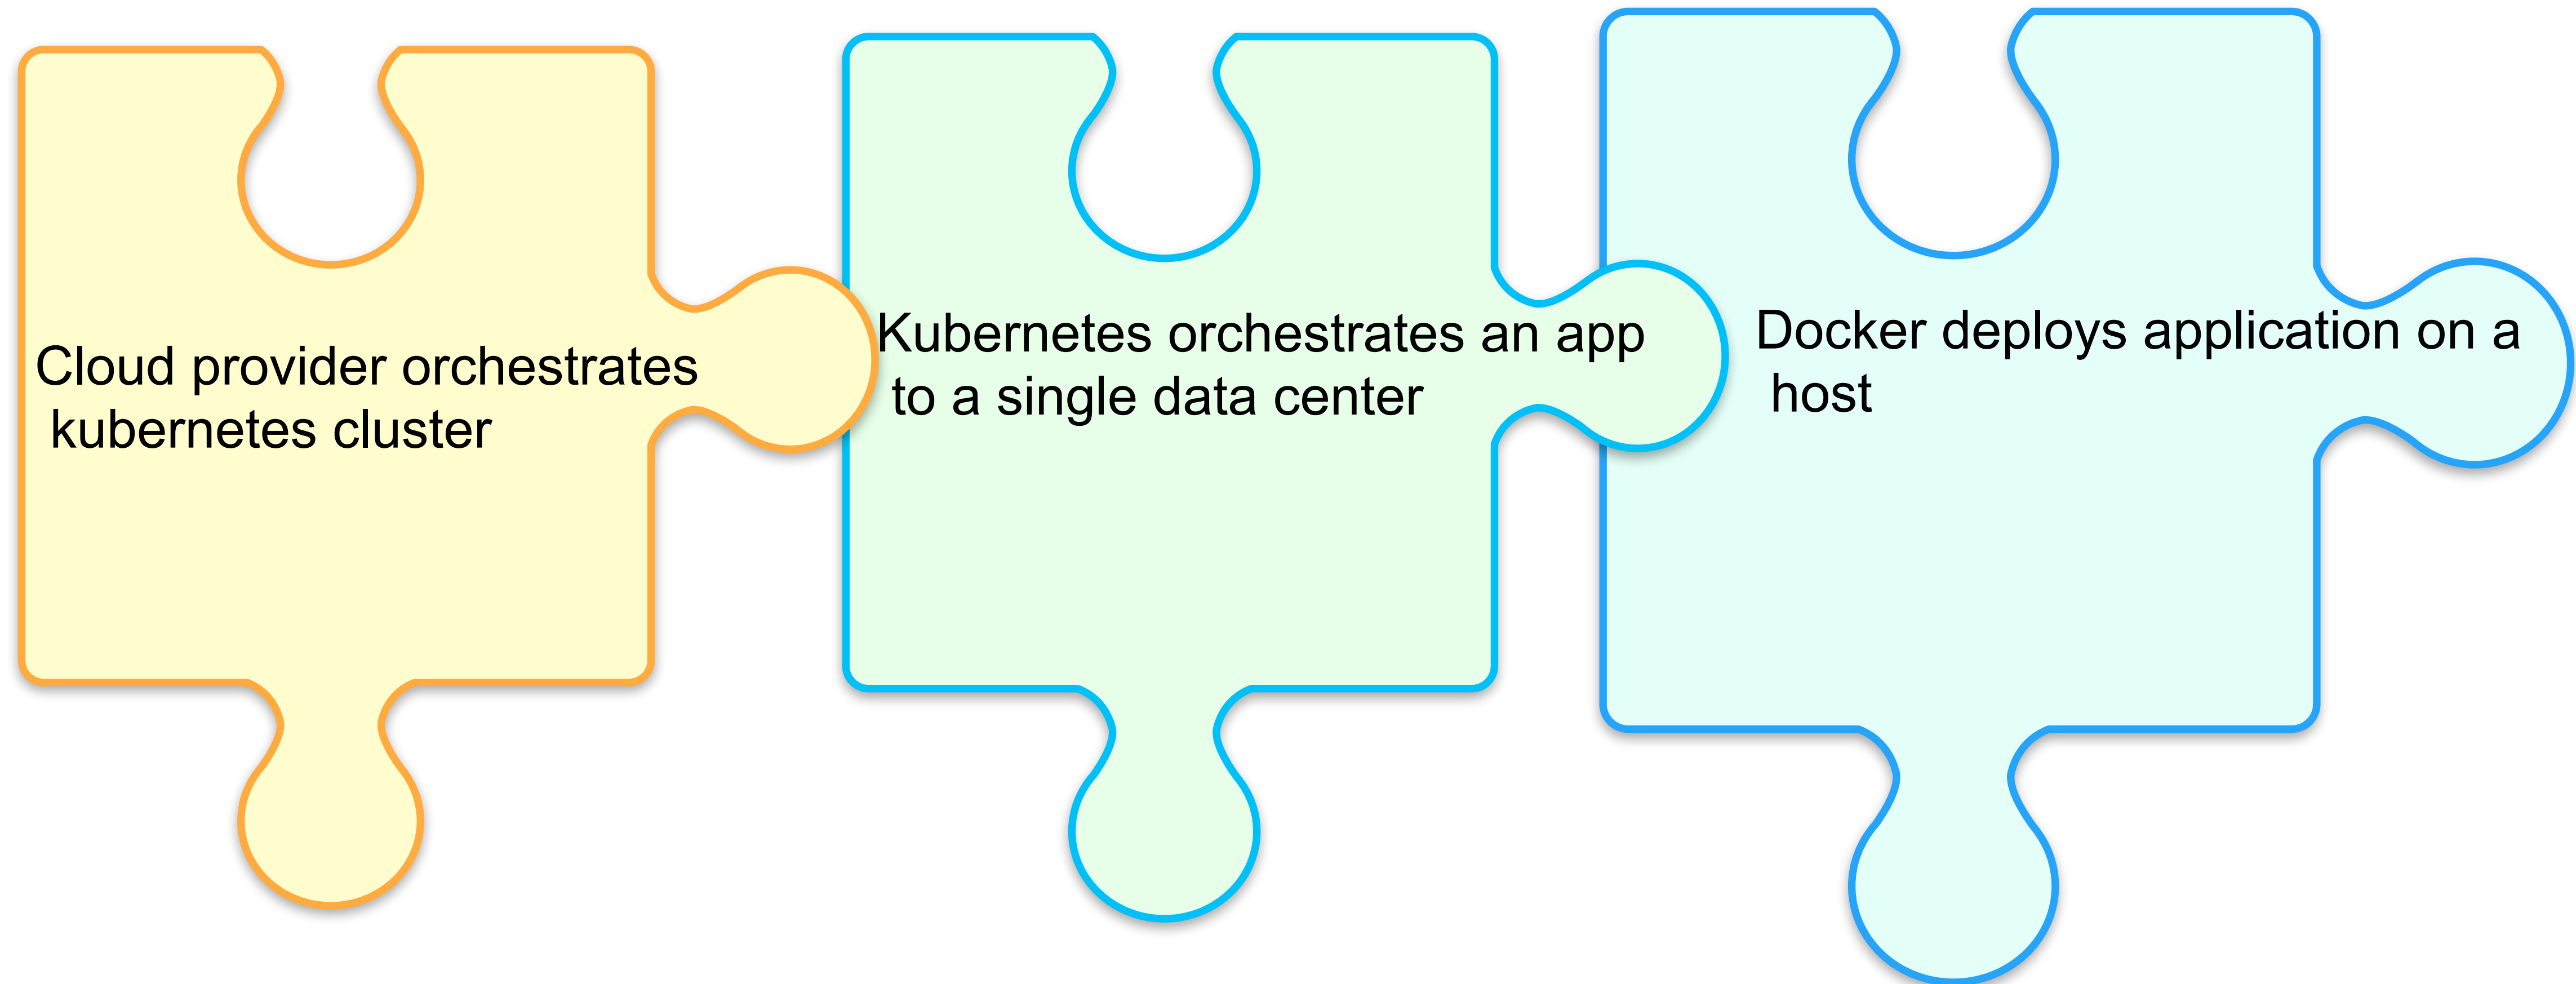 Cloud provider orchestrates
kubernetes cluster
Kubernetes orchestrates an app
to a single data center
Docker deploys application on a
host